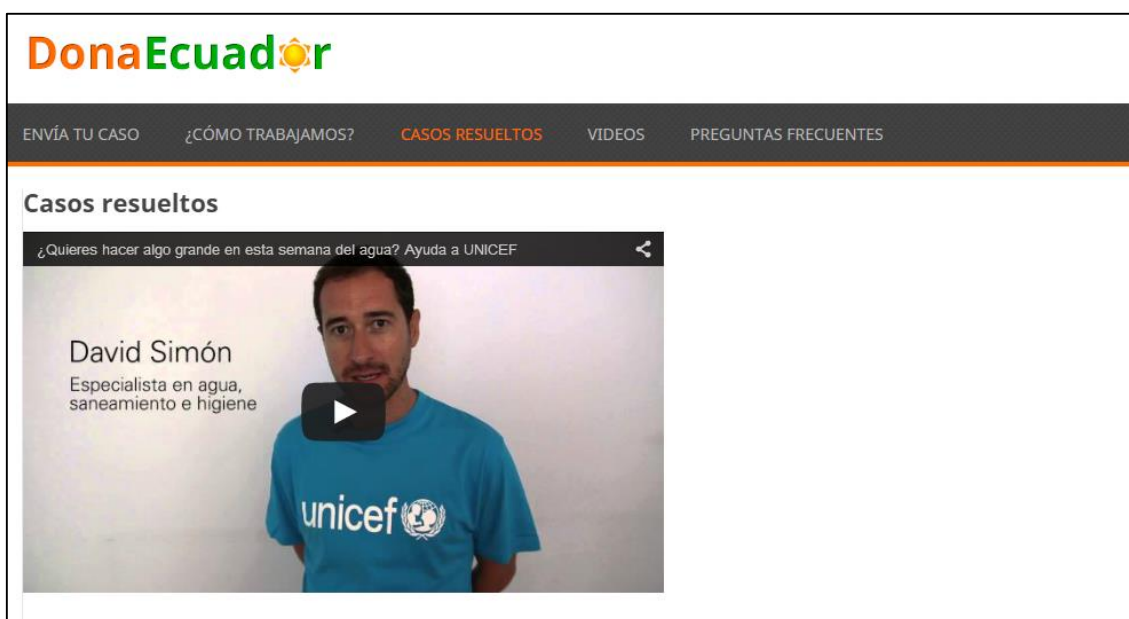 DonaEcuador
ENVÍA TU CASO ¿CÓMO TRABAJAMOS? CASOS RESUELTOS VIDEOS PREGUNTAS FRECUENTES
Casos resueltos
¿Quieres hacer algo grande en esta semana del agua? Ayuda a UNICEF
David Simón
Especialista en agua,
saneamiento e higiene
unicef